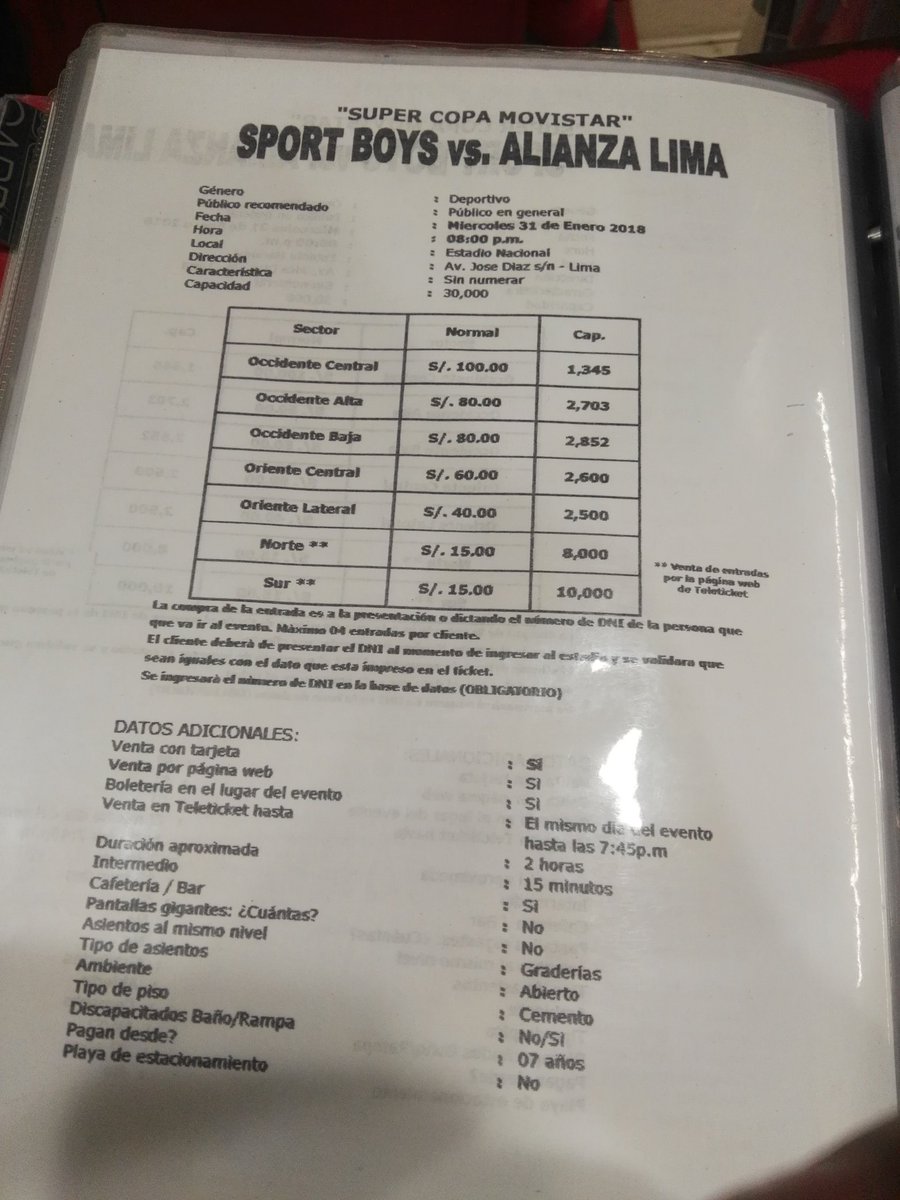 "SUPER COPA MOVISTAR"
SPORT BOYS vs. ALIANZA LIMA
Género : Deportivo
Público recomendado : Público en general
Fecha : Miercoles 31 de Enero 2018
Hora : 08:00 p.m.
Local : Estadio Nacional
Dirección : Av. Jose Diaz s/n - Lima
Característica : Sin numerar
Capacidad : 30,000
Sector Normal Cap.
Occidente Central S/. 100.00 1,345
Occidente Alta S/. 80.00 2,703
Occidente Baja S/. 80.00 2,852
Oriente Central S/. 60.00 2,600
Oriente Lateral S/. 40.00 2,500
Norte ** S/. 15.00 8,000
Sur ** S/. 15.00 10,000
** Venta de entradas
por la página web
de Teleticket
La compra de la entrada es a la presentación o dictando el número de DNI de la persona que
que va ir al evento. Máximo 04 entradas por cliente.
El cliente deberà de presentar el DNI al momento de ingresar al estadio y se validara que
sean iguales con el dato que esta impreso en el ticket.
Se ingresarà el número de DNI en la base de datos (OBLIGATORIO)
DATOS ADICIONALES:
Venta con tarjeta : Si
Venta por página web : Si
Boletería en el lugar del evento : Si
Venta en Teleticket hasta : El mismo dia del evento
hasta las 7:45p.m
Duración aproximada : 2 horas
Intermedio : 15 minutos
Cafetería / Bar : Si
Pantallas gigantes: ¿Cuántas? : No
Asientos al mismo nivel : No
Tipo de asientos : Graderías
Ambiente : Abierto
Tipo de piso : Cemento
Discapacitados Baño/Rampa : No/Si
Pagan desde? : 07 años
Playa de estacionamiento : No